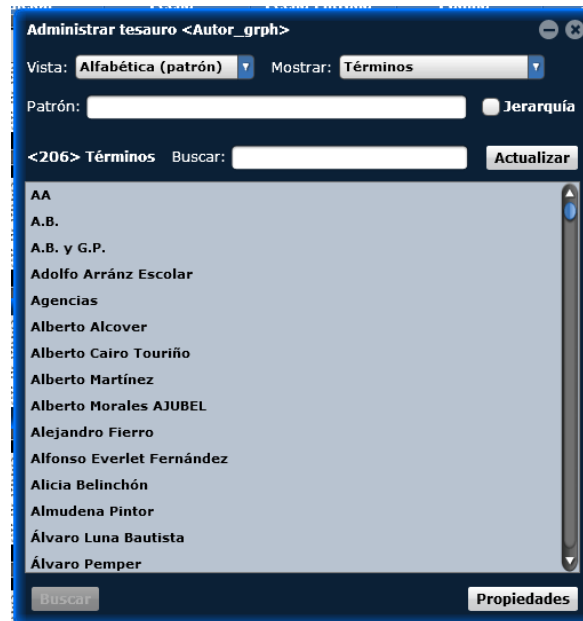 Administrar tesauro <Autor_grph>
Vista: Alfabética (patrón) Mostrar: Términos
Patrón: Jerarquía
<206> Términos Buscar: Actualizar
AA
A.B.
A.B. y G.P.
Adolfo Arránz Escolar
Agencias
Alberto Alcover
Alberto Cairo Touriño
Alberto Martínez
Alberto Morales AJUBEL
Alejandro Fierro
Alfonso Everlet Fernández
Alicia Belinchón
Almudena Pintor
Álvaro Luna Bautista
Álvaro Pemper
Buscar Propiedades